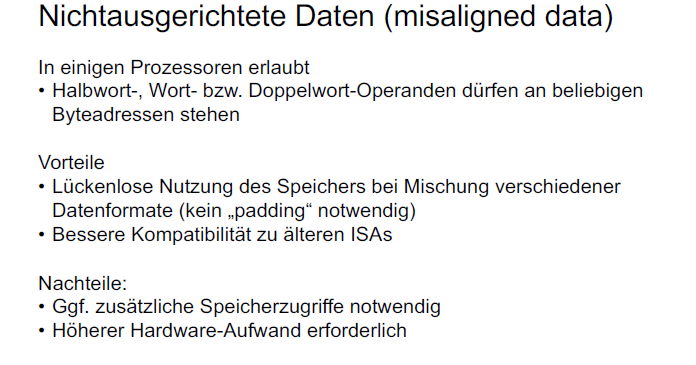 Nichtausgerichtete Daten (misaligned data)
In einigen Prozessoren erlaubt
• Halbwort-, Wort- bzw. Doppelwort-Operanden dürfen an beliebigen
Byteadressen stehen
Vorteile
• Lückenlose Nutzung des Speichers bei Mischung verschiedener
Datenformate (kein „padding“ notwendig)
• Bessere Kompatibilität zu älteren ISAs
Nachteile:
• Ggf. zusätzliche Speicherzugriffe notwendig
• Höherer Hardware-Aufwand erforderlich